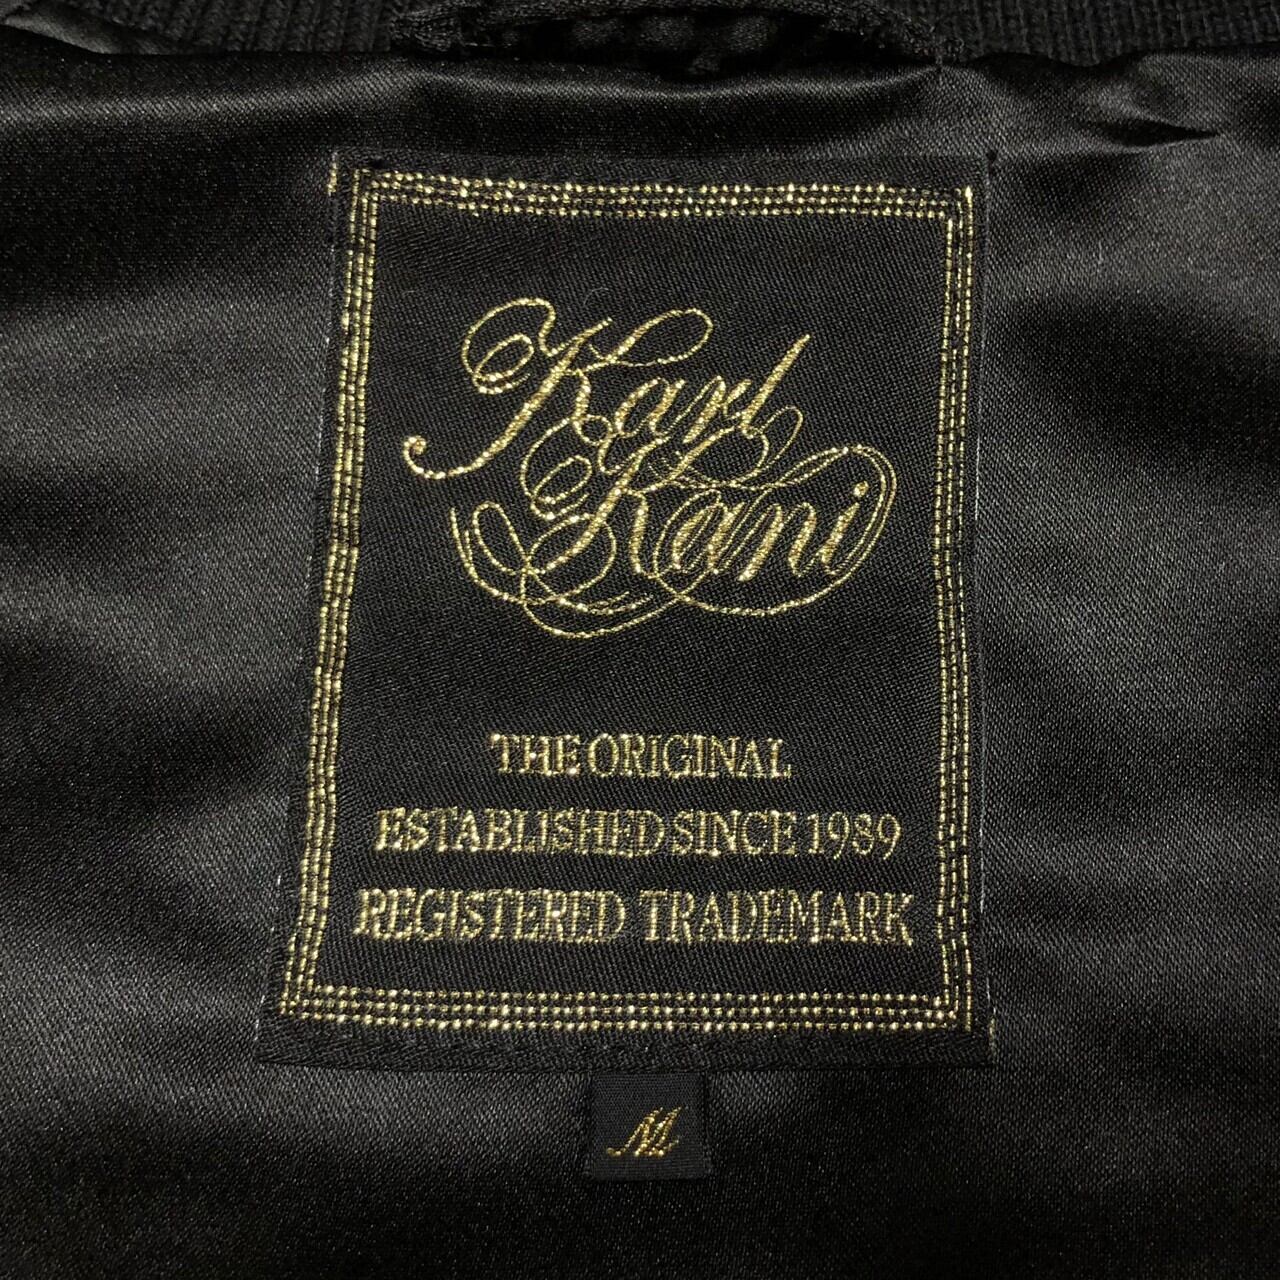 Karl
Kani
THE ORIGINAL
ESTABLISHED SINCE 1989
REGISTERED TRADEMARK
M